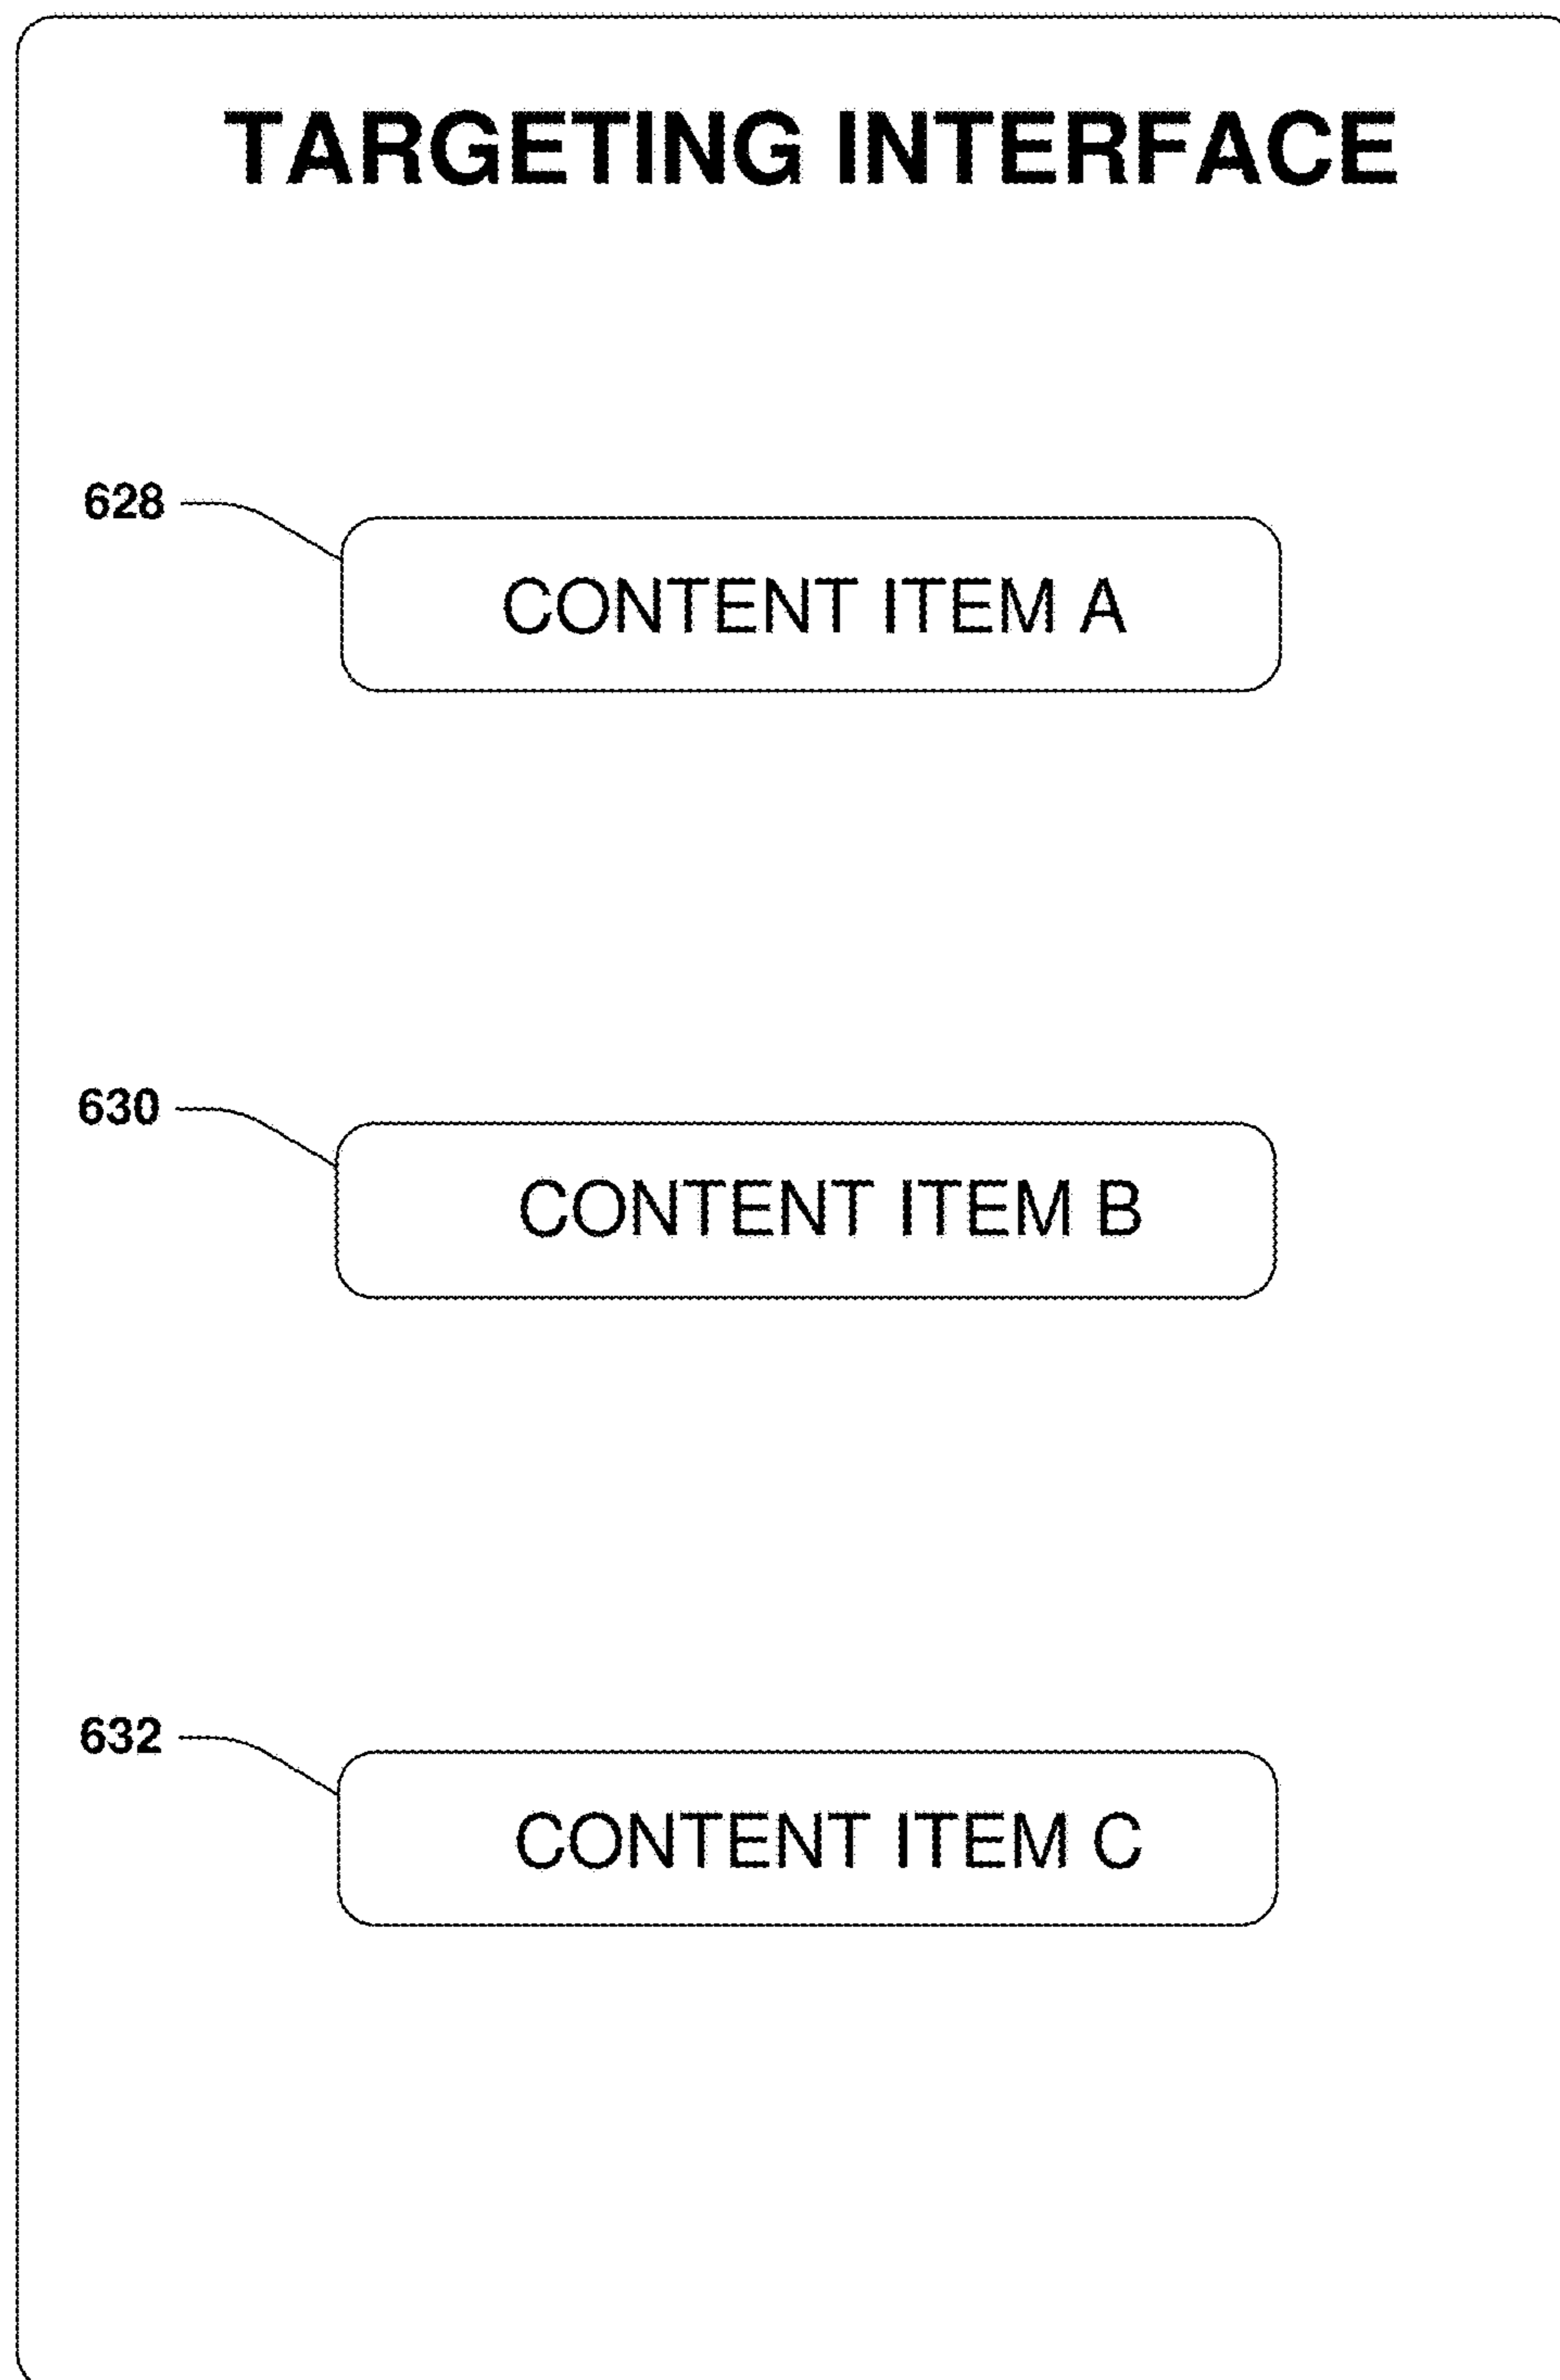 TARGETING INTERFACE
628
CONTENT ITEM A
630
CONTENT ITEM B
632
CONTENT ITEM C